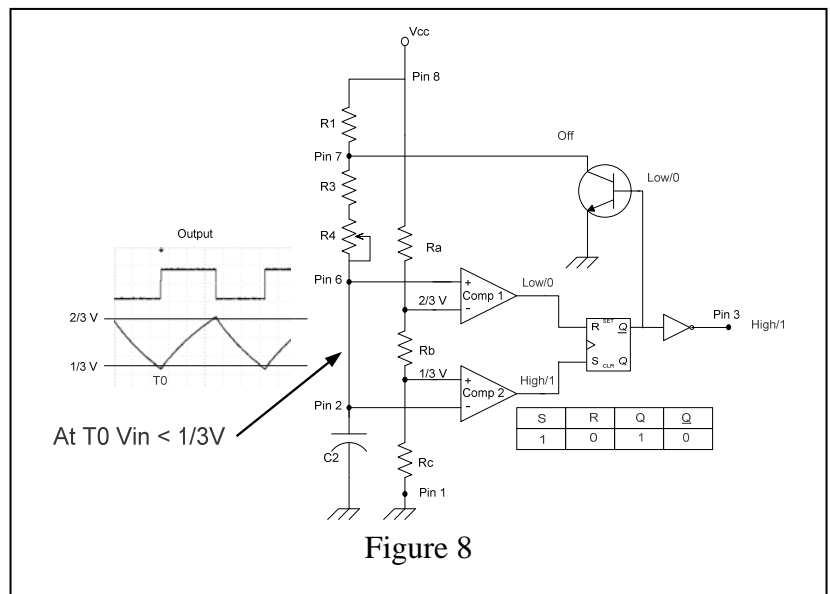 Vcc
Pin 8
R1
Off
Pin 7
Low/0
R3
Output
R4
Ra
Pin 6
+
Comp 1
-
Low/0
2/3 V
2/3 V
Pin 3
High/1
R
SET
Q
Rb
S
CLR
Q
1/3 V
1/3 V
+
Comp 2
-
High/1
T0
Pin 2
At T0 Vin < 1/3V
S R Q Q
1 0 1 0
C2
Rc
Pin 1
Figure 8